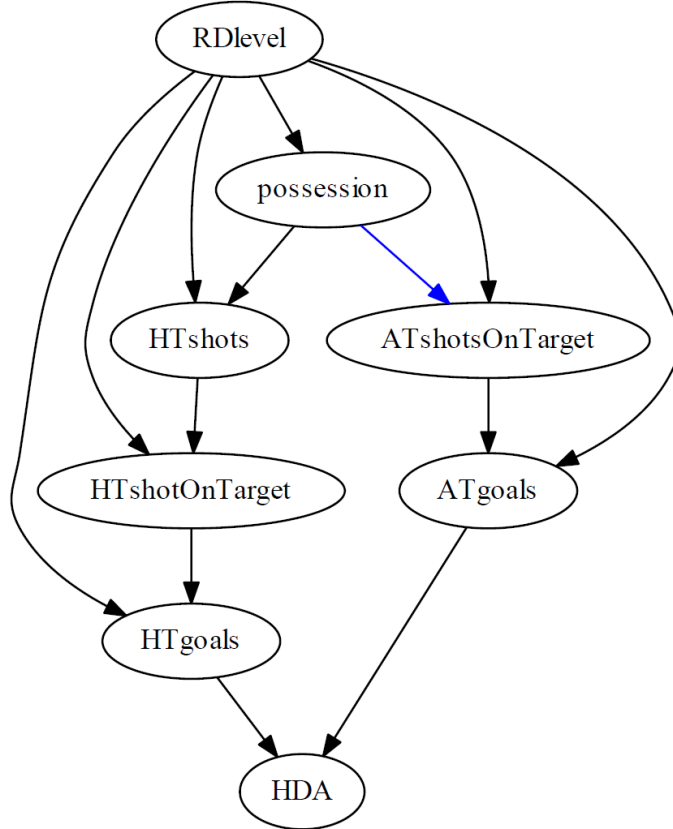 RDlevel
possession
HTshots
ATshotsOnTarget
HTshotOnTarget
ATgoals
HTgoals
HDA